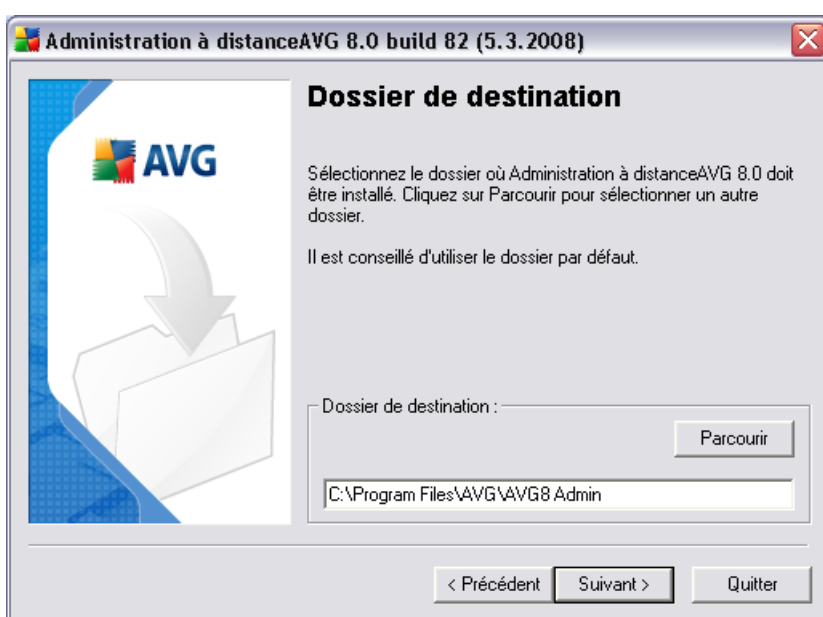 Administration à distanceAVG 8.0 build 82 (5.3.2008)
Dossier de destination
AVG
Sélectionnez le dossier où Administration à distanceAVG 8.0 doit
être installé. Cliquez sur Parcourir pour sélectionner un autre
dossier.
Il est conseillé d'utiliser le dossier par défaut.
Dossier de destination :
Parcourir
C:\Program Files\AVG\AVG8 Admin
< Précédent
Suivant >
Quitter